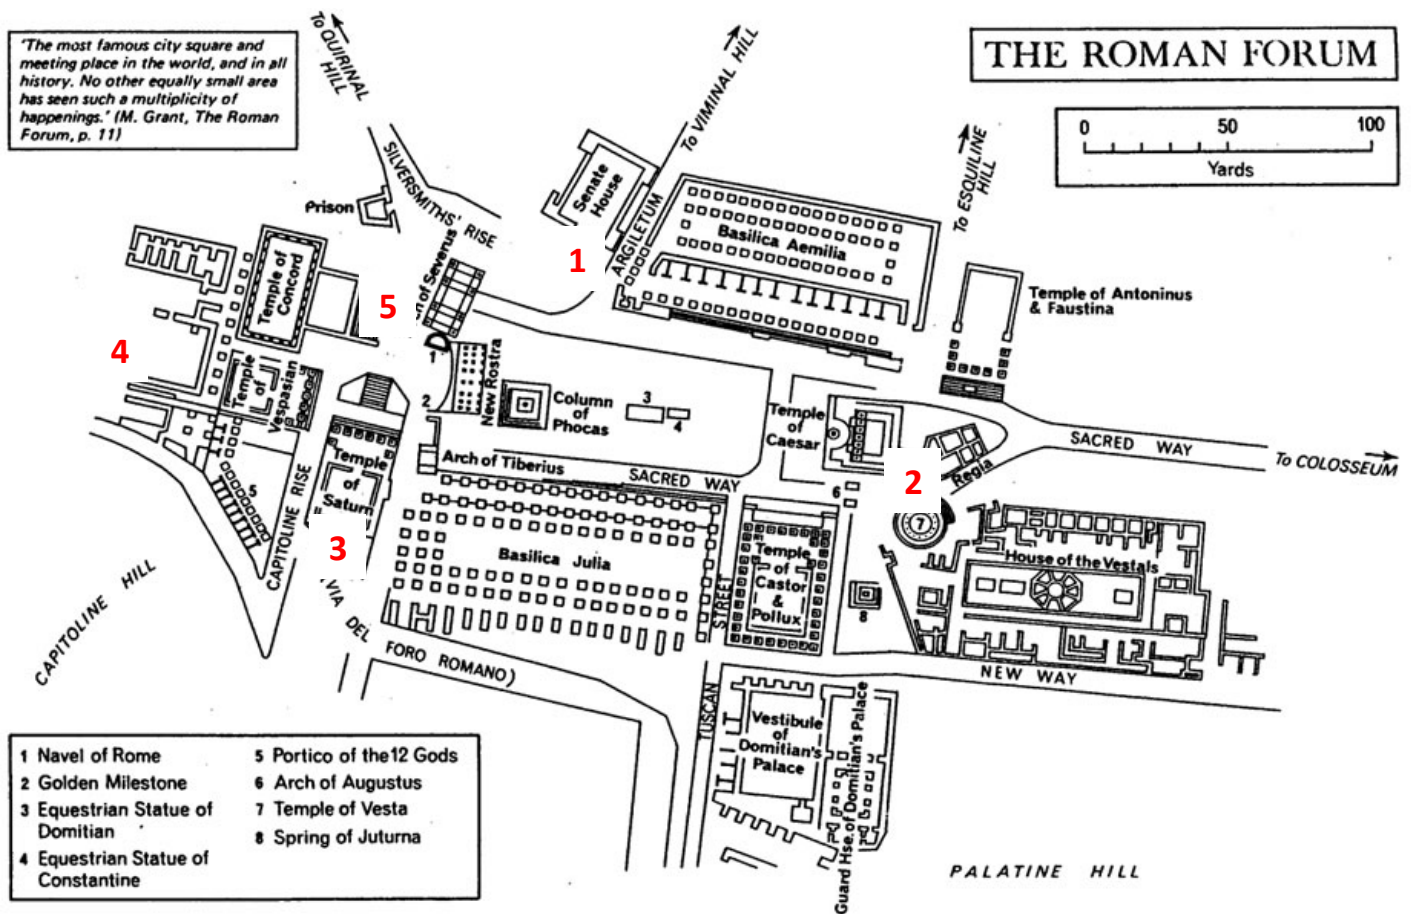 'The most famous city square and
meeting place in the world, and in all
history. No other equally small area
has seen such a multiplicity of
happenings.' (M. Grant, The Roman
Forum, p. 11)
To QUIRINAL
HILL
To VIMINAL HILL
THE ROMAN FORUM
0 50 100
Yards
To ESQUILINE
HILL
SILVERSMITHS' RISE
Prison
Senate
House
ARGILETUM
Basilica Aemilia
1
Temple of
Concord
of Severus
5
Temple of Antoninus
& Faustina
4
1
Temple
of
Vespasian
2
New Rostra
Column
of
Phocas
3
4
Temple
of
Caesar
SACRED WAY
To COLOSSEUM
Regia
2
Arch of Tiberius
SACRED WAY
6
7
Temple
of
Saturn
5
CAPITOLINE RISE
3
Basilica Julia
Temple
of
Castor
&
Pollux
House of the Vestals
8
CAPITOLINE HILL
VIA DEL FORO ROMANO)
TUSCAN STREET
NEW WAY
Vestibule
of
Domitian's
Palace
Guard Hse. of Domitian's Palace
PALATINE HILL
1 Navel of Rome
2 Golden Milestone
3 Equestrian Statue of
Domitian
4 Equestrian Statue of
Constantine
5 Portico of the 12 Gods
6 Arch of Augustus
7 Temple of Vesta
8 Spring of Juturna